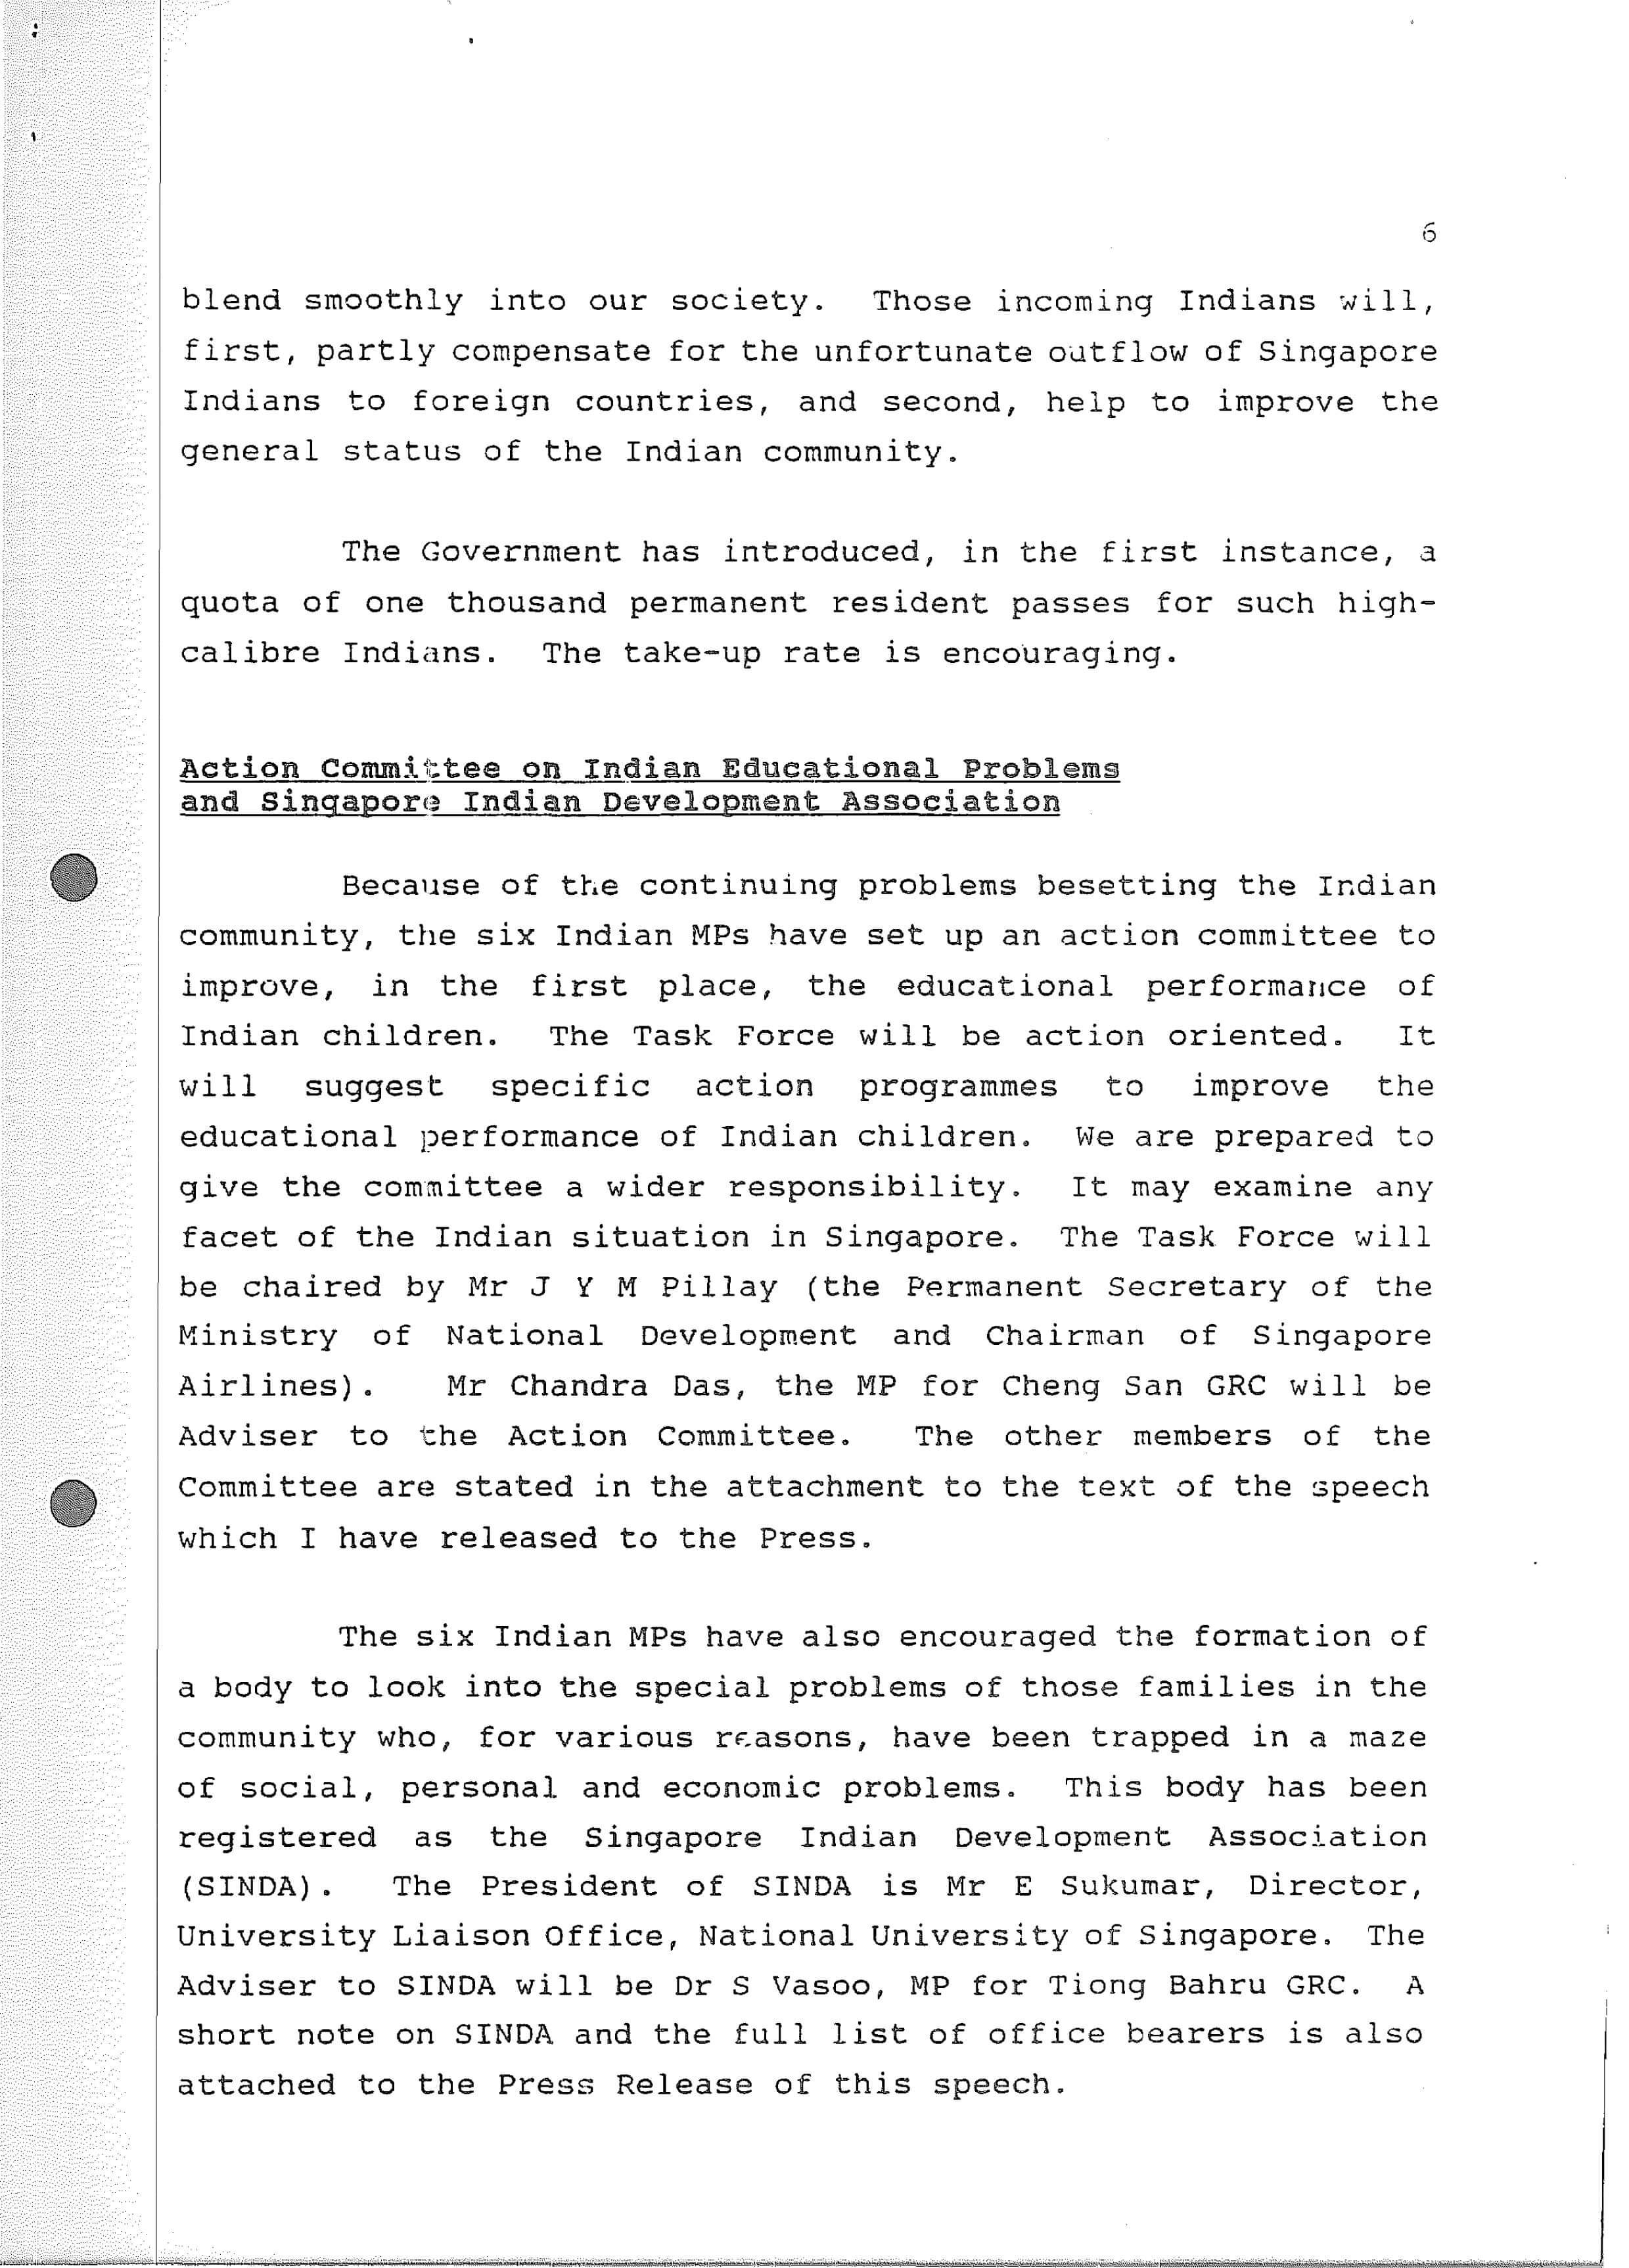 6
blend smoothly into our society. Those incoming Indians will,
first, partly compensate for the unfortunate outflow of Singapore
Indians to foreign countries, and second, help to improve the
general status of the Indian community.
The Government has introduced, in the first instance, a
quota of one thousand permanent resident passes for such high-
calibre Indians. The take-up rate is encouraging.
Action Committee on Indian Educational Problems
and Singapore Indian Development Association
Because of the continuing problems besetting the Indian
community, the six Indian MPs have set up an action committee to
improve, in the first place, the educational performance of
Indian children. The Task Force will be action oriented. It
will suggest specific action programmes to improve the
educational performance of Indian children. We are prepared to
give the committee a wider responsibility. It may examine any
facet of the Indian situation in Singapore. The Task Force will
be chaired by Mr J Y M Pillay (the Permanent Secretary of the
Ministry of National Development and Chairman of Singapore
Airlines). Mr Chandra Das, the MP for Cheng San GRC will be
Adviser to the Action Committee. The other members of the
Committee are stated in the attachment to the text of the speech
which I have released to the Press.
The six Indian MPs have also encouraged the formation of
a body to look into the special problems of those families in the
community who, for various reasons, have been trapped in a maze
of social, personal and economic problems. This body has been
registered as the Singapore Indian Development Association
(SINDA). The President of SINDA is Mr E Sukumar, Director,
University Liaison Office, National University of Singapore. The
Adviser to SINDA will be Dr S Vasoo, MP for Tiong Bahru GRC. A
short note on SINDA and the full list of office bearers is also
attached to the Press Release of this speech.